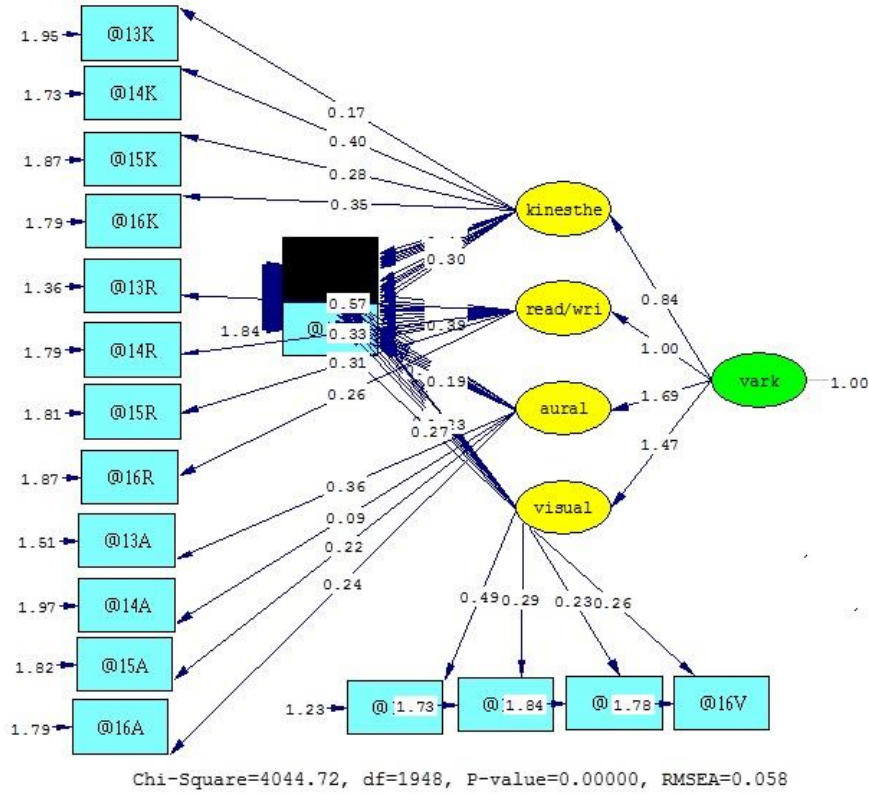 1.95 @13K
0.17
1.73 @14K
0.40
1.87 @15K
0.28
kinesthe
1.79 @16K
0.35
0.30
1.36 @13R
0.57
read/wri
0.84
1.84 @
0.33
0.39
1.00
1.79 @14R
0.31
vark
1.00
0.19
1.69
1.81 @15R
0.26
aural
0.27
1.47
1.87 @16R
0.36
visual
1.51 @13A
0.09
0.22
1.97 @14A
0.24
0.49
0.29
0.23
0.26
1.82 @15A
1.23 @
1.73 @
1.84 @
1.78 @16V
1.79 @16A
Chi-Square=4044.72, df=1948, P-value=0.00000, RMSEA=0.058